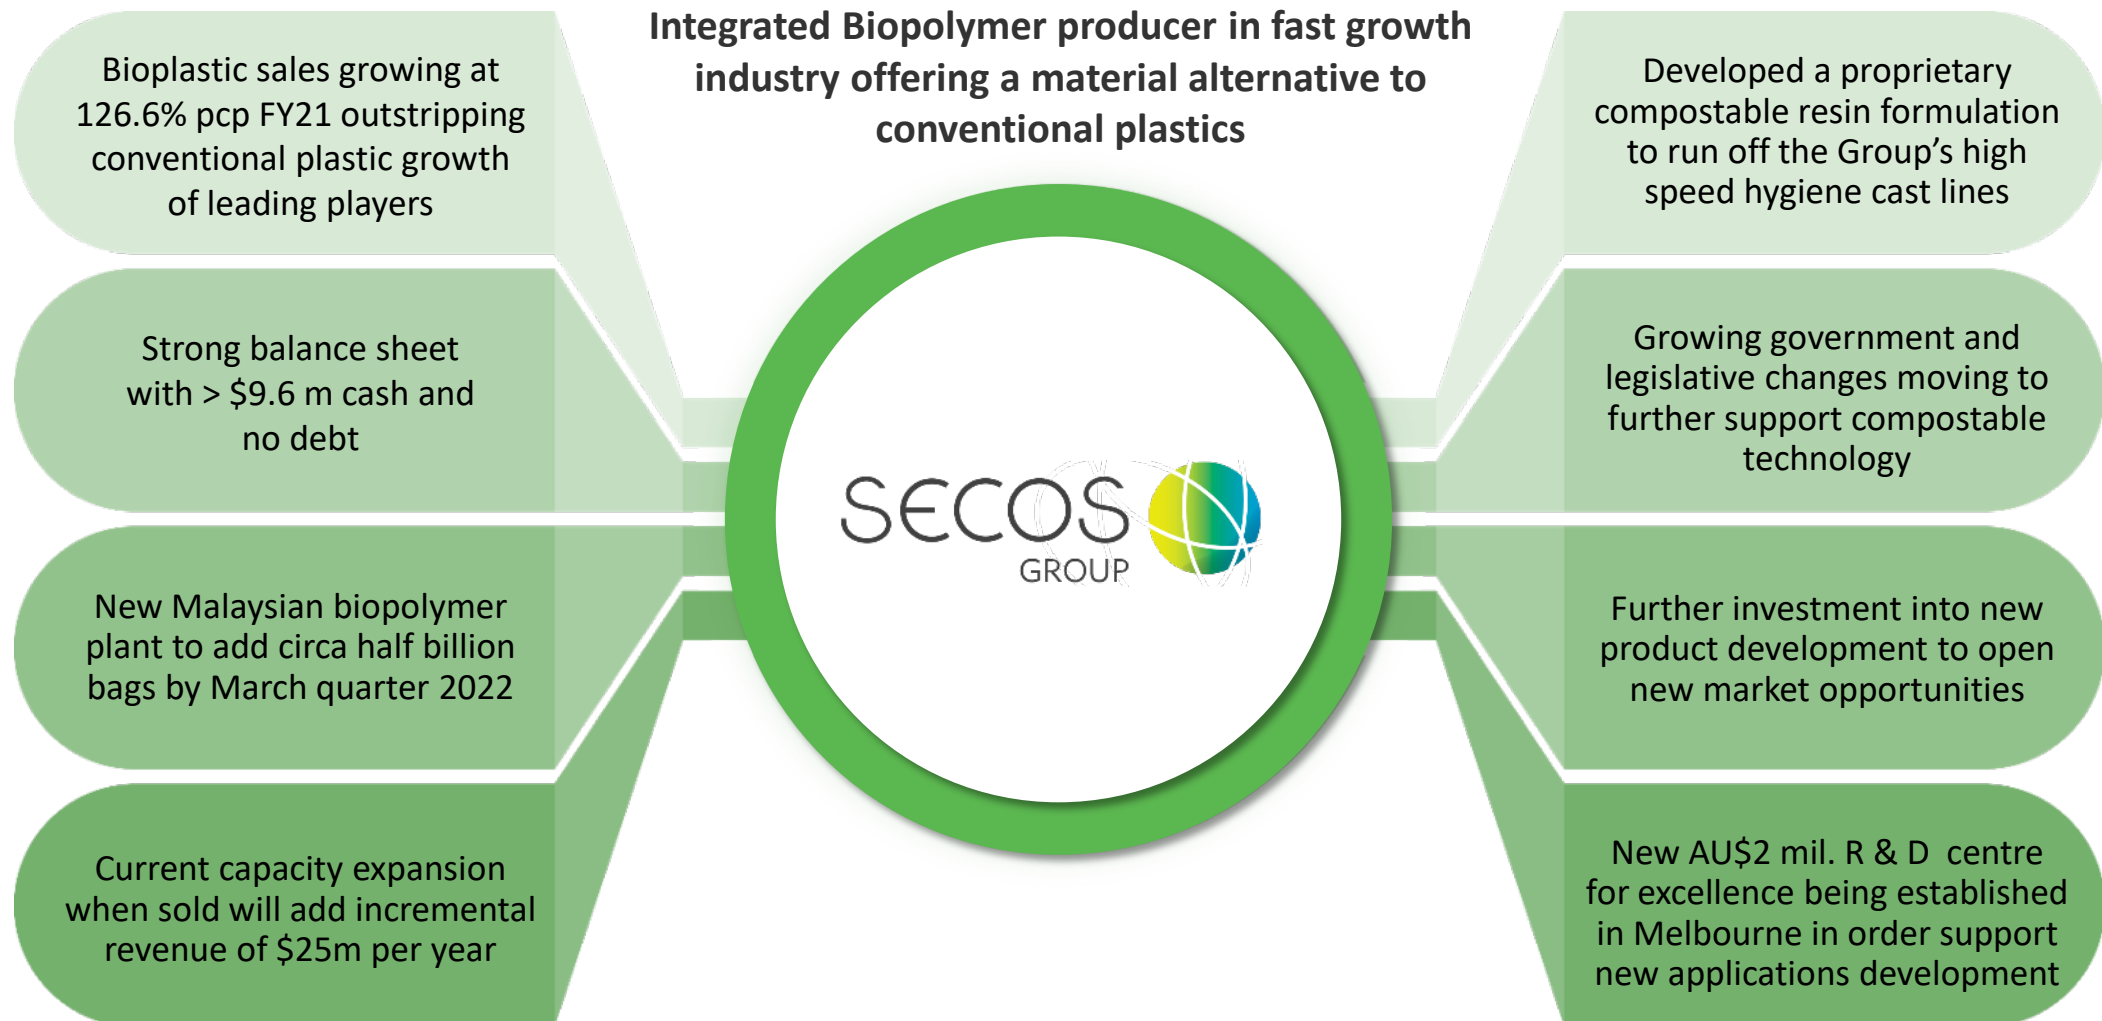 Integrated Biopolymer producer in fast growth
industry offering a material alternative to
conventional plastics
Bioplastic sales growing at
126.6% pcp FY21 outstripping
conventional plastic growth
of leading players
Strong balance sheet
with > $9.6 m cash and
no debt
New Malaysian biopolymer
plant to add circa half billion
bags by March quarter 2022
Current capacity expansion
when sold will add incremental
revenue of $25m per year
SECOS
GROUP
Developed a proprietary
compostable resin formulation
to run off the Group’s high
speed hygiene cast lines
Growing government and
legislative changes moving to
further support compostable
technology
Further investment into new
product development to open
new market opportunities
New AU$2 mil. R & D centre
for excellence being established
in Melbourne in order support
new applications development